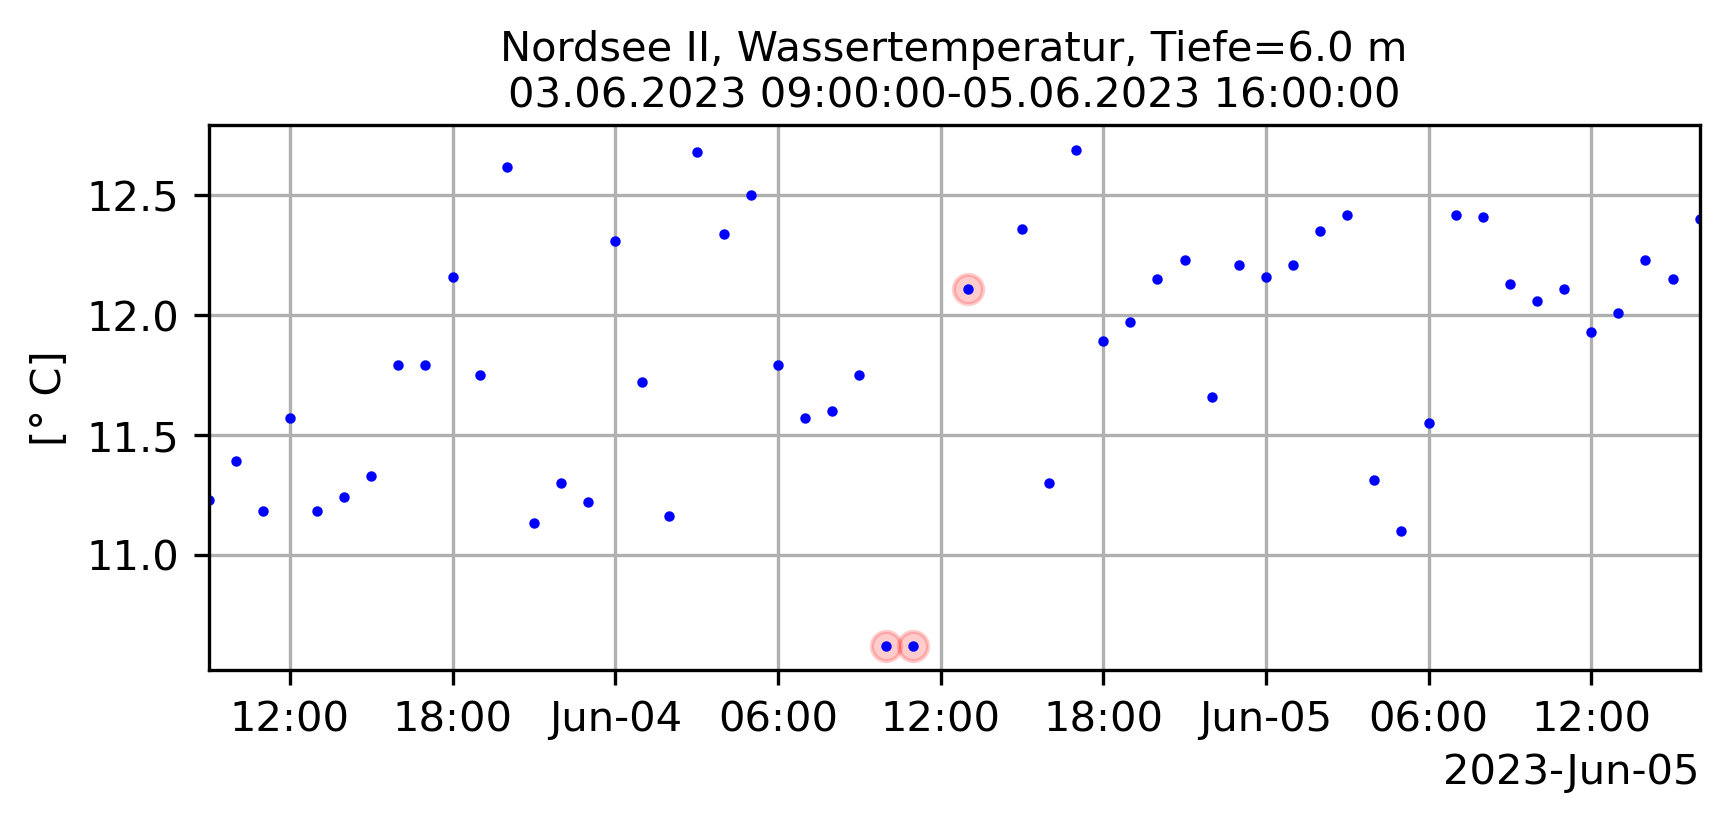 Nordsee II, Wassertemperatur, Tiefe=6.0 m
03.06.2023 09:00:00-05.06.2023 16:00:00
[° C]
12.5
12.0
11.5
11.0
12:00 18:00 Jun-04 06:00 12:00 18:00 Jun-05 06:00 12:00
2023-Jun-05